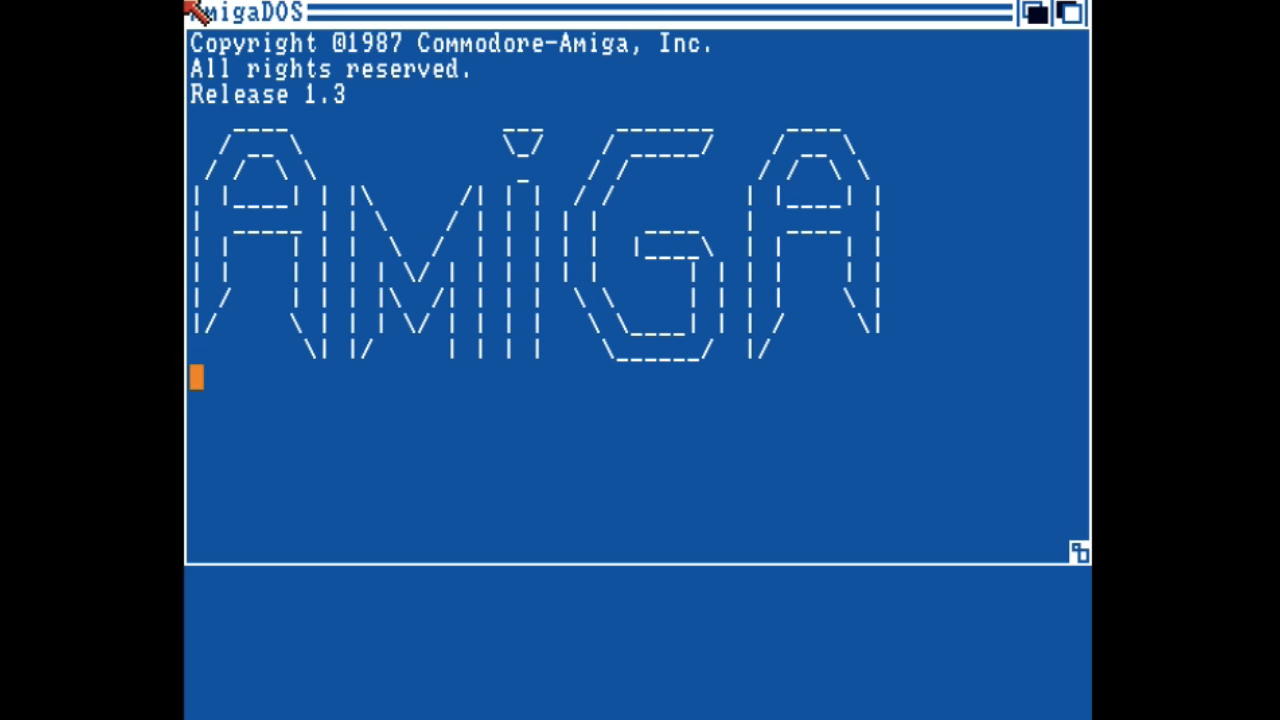 AmigaDOS
Copyright ©1987 Commodore-Amiga, Inc.
All rights reserved.
Release 1.3
AMiGA